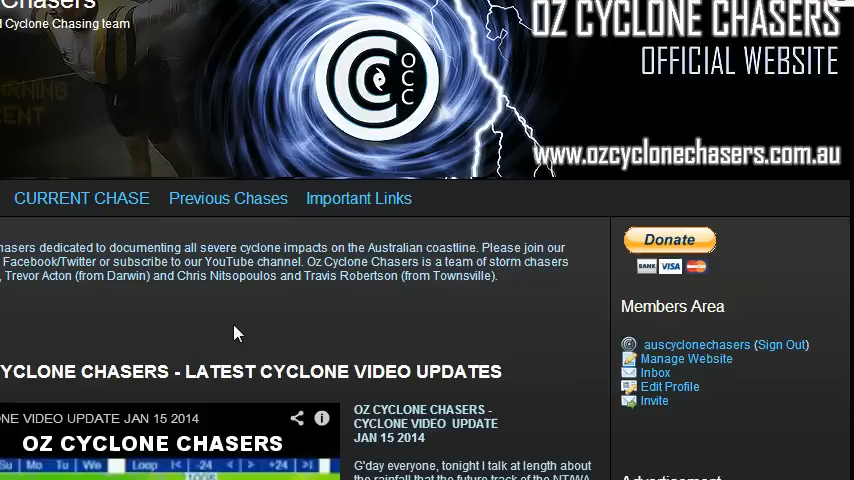 Chasers
Cyclone Chasing team
OZ CYCLONE CHASERS
OFFICIAL WEBSITE
OCC
www.ozcyclonechasers.com.au
CURRENT CHASE Previous Chases Important Links
hasers dedicated to documenting all severe cyclone impacts on the Australian coastline. Please join our
Facebook/Twitter or subscribe to our YouTube channel. Oz Cyclone Chasers is a team of storm chasers
, Trevor Acton (from Darwin) and Chris Nitsopoulos and Travis Robertson (from Townsville).
Donate
BANK VISA
Members Area
auscyclonechasers (Sign Out)
Manage Website
Inbox
Edit Profile
Invite
YCLONE CHASERS - LATEST CYCLONE VIDEO UPDATES
NE VIDEO UPDATE JAN 15 2014
OZ CYCLONE CHASERS
Su Mo Tu We Loop |< -24 < > +24 >|
OZ CYCLONE CHASERS -
CYCLONE VIDEO UPDATE
JAN 15 2014
G'day everyone, tonight I talk at length about
the rainfall that the future track of the NT/WA
Advertisement